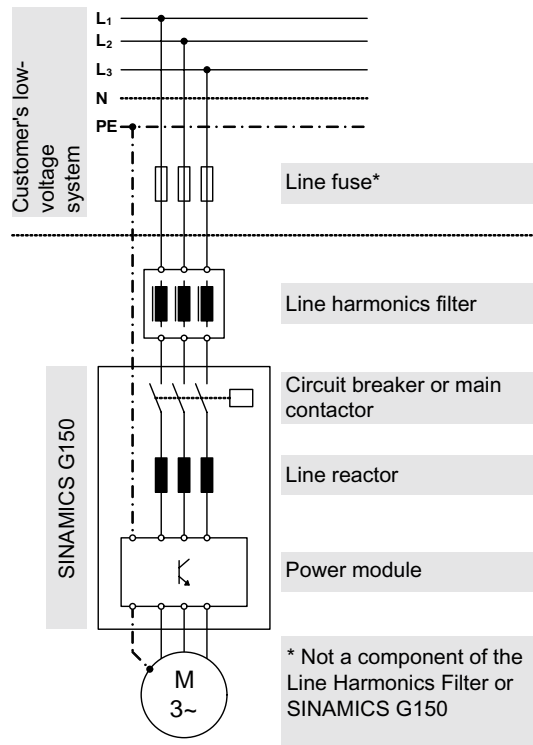 L₁
L₂
L₃
N
PE
Customer's low-
voltage
system
Line fuse*
Line harmonics filter
Circuit breaker or main
contactor
Line reactor
SINAMICS G150
Power module
M
3~
* Not a component of the
Line Harmonics Filter or
SINAMICS G150